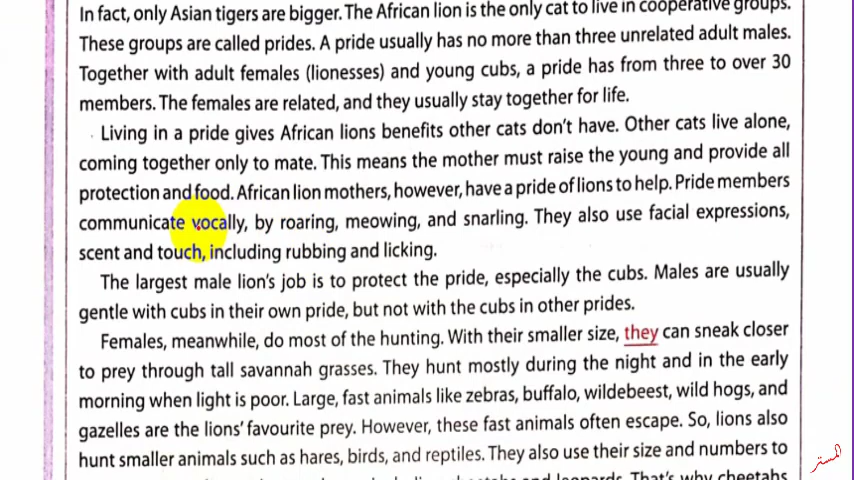 In fact, only Asian tigers are bigger. The African lion is the only cat to live in cooperative groups.
These groups are called prides. A pride usually has no more than three unrelated adult males.
Together with adult females (lionesses) and young cubs, a pride has from three to over 30
members. The females are related, and they usually stay together for life.
Living in a pride gives African lions benefits other cats don't have. Other cats live alone,
coming together only to mate. This means the mother must raise the young and provide all
protection and food. African lion mothers, however, have a pride of lions to help. Pride members
communicate vocally, by roaring, meowing, and snarling. They also use facial expressions,
scent and touch, including rubbing and licking.
The largest male lion's job is to protect the pride, especially the cubs. Males are usually
gentle with cubs in their own pride, but not with the cubs in other prides.
Females, meanwhile, do most of the hunting. With their smaller size, they can sneak closer
to prey through tall savannah grasses. They hunt mostly during the night and in the early
morning when light is poor. Large, fast animals like zebras, buffalo, wildebeest, wild hogs, and
gazelles are the lions' favourite prey. However, these fast animals often escape. So, lions also
hunt smaller animals such as hares, birds, and reptiles. They also use their size and numbers to
and leopards. That's why cheetahs
المستر